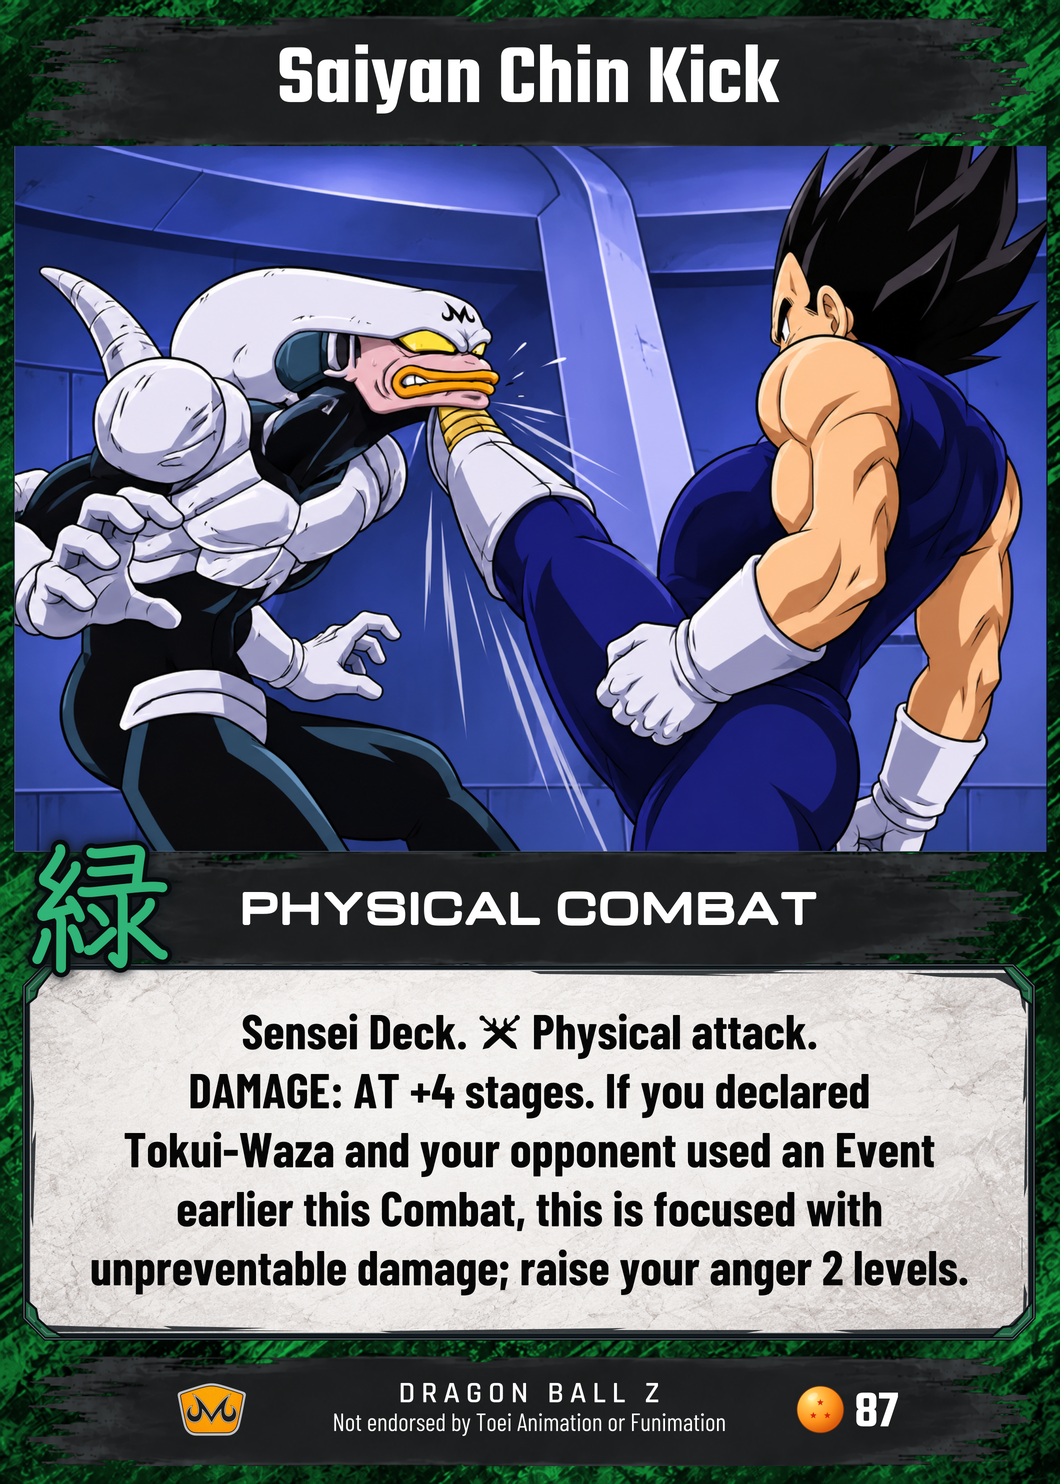 Saiyan Chin Kick
緑
PHYSICAL COMBAT
Sensei Deck. Physical attack.
DAMAGE: AT +4 stages. If you declared
Tokui-Waza and your opponent used an Event
earlier this Combat, this is focused with
unpreventable damage; raise your anger 2 levels.
DRAGON BALL Z
Not endorsed by Toei Animation or Funimation
87